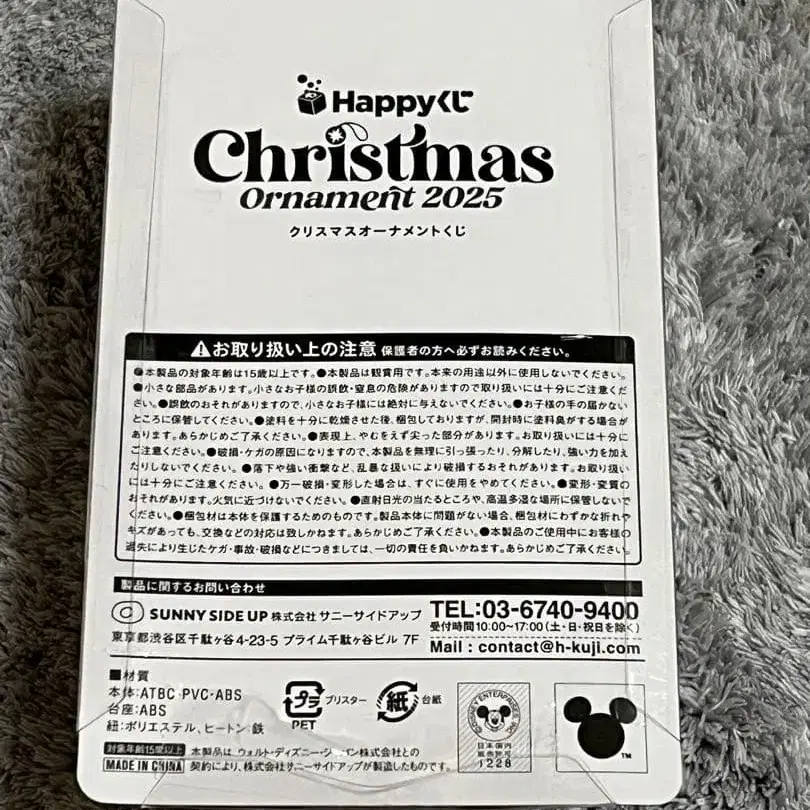 Happyくじ
Christmas
Ornament 2025
クリスマスオーナメントくじ
お取り扱い上の注意 保護者の方へ必ずお読みください。
●本製品の対象年齢は15歳以上です。●本製品は観賞用です。本来の用途以外に使用しないでください。
●小さな部品があります。小さなお子様の誤飲・窒息の危険がありますので取り扱いには十分にご注意くだ
さい。●誤飲のおそれがありますので、小さなお子様には絶対に与えないでください。●お子様の手の届かない
ところに保管してください。●塗料を十分に乾燥させた後、梱包しておりますが、開封時に塗料臭がする場合が
あります。あらかじめご了承ください。●表現上、やむをえず尖った部分があります。お取り扱いには十分に
ご注意ください。●破損・ケガの原因になりますので、本製品を無理に引っ張ったり、分解したり、強い力を加え
たりしないでください。●落下や強い衝撃など、乱暴な扱いにより破損するおそれがあります。お取り扱い
には十分にご注意ください。●万一破損・変形した場合は、すぐに使用をやめてください。●変形・変質の
おそれがあります。火気に近づけないでください。●直射日光の当たるところや、高温多湿な場所に保管しないで
ください。●梱包材は本体を保護するためのものです。製品本体に問題がない場合、梱包材にわずかな折れや
キズがあっても、交換などの対応は致しかねます。あらかじめご了承ください。●本製品のご使用中にお客様の
過失により生じたケガ・事故・破損などにつきましては、一切の責任を負いかねます。あらかじめご了承ください。
製品に関するお問い合わせ
SUNNY SIDE UP 株式会社 サニーサイドアップ
東京都渋谷区千駄ヶ谷4-23-5 プライム千駄ヶ谷ビル 7F
TEL:03-6740-9400
受付時間10:00~17:00(土・日・祝日を除く)
Mail : contact@h-kuji.com
■材質
本体:ATBC-PVC・ABS
台座:ABS
紐:ポリエステル、ヒートン:鉄
プラ
PET
ブリスター
紙
台紙
DISNEY ENTERPRISES, INC.
日本国内
販売許可
1228
TM
対象年齢15歳以上 本製品は、ウォルト・ディズニー・ジャパン株式会社との
MADE IN CHINA 契約により、株式会社サニーサイドアップが製造したものです。